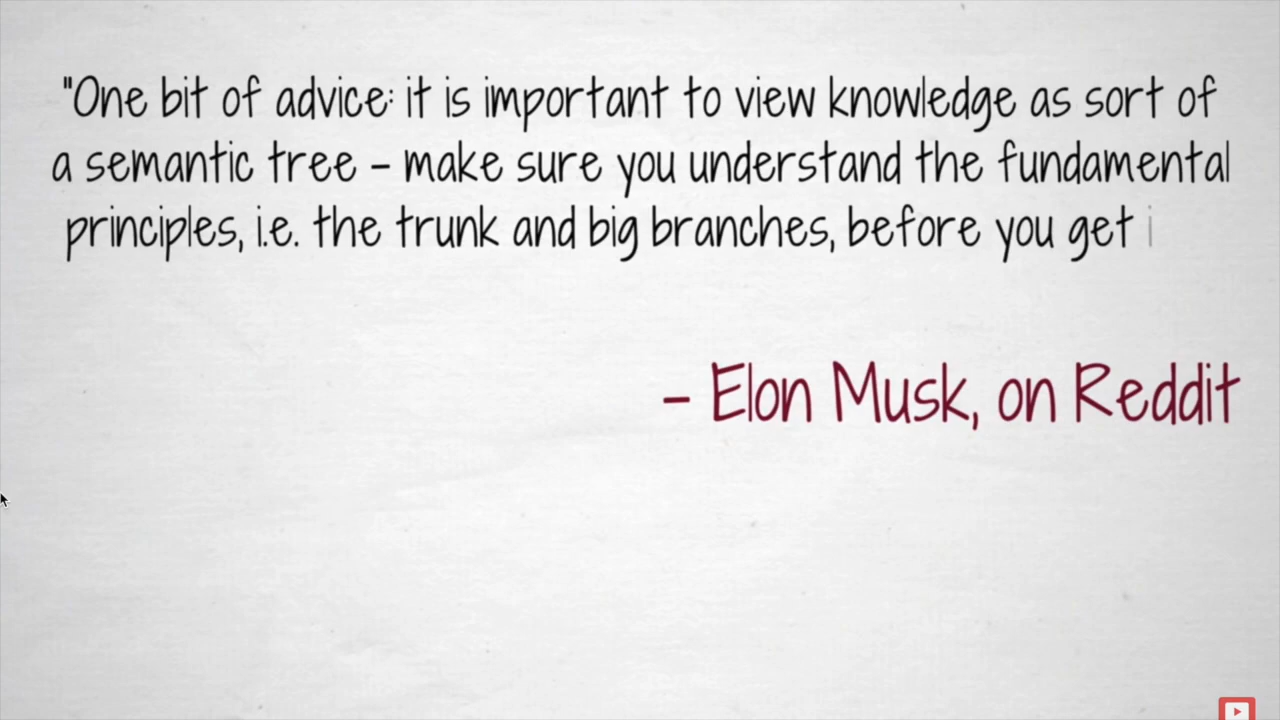 "One bit of advice: it is important to view knowledge as sort of
a semantic tree – make sure you understand the fundamental
principles, i.e. the trunk and big branches, before you get i
– Elon Musk, on Reddit